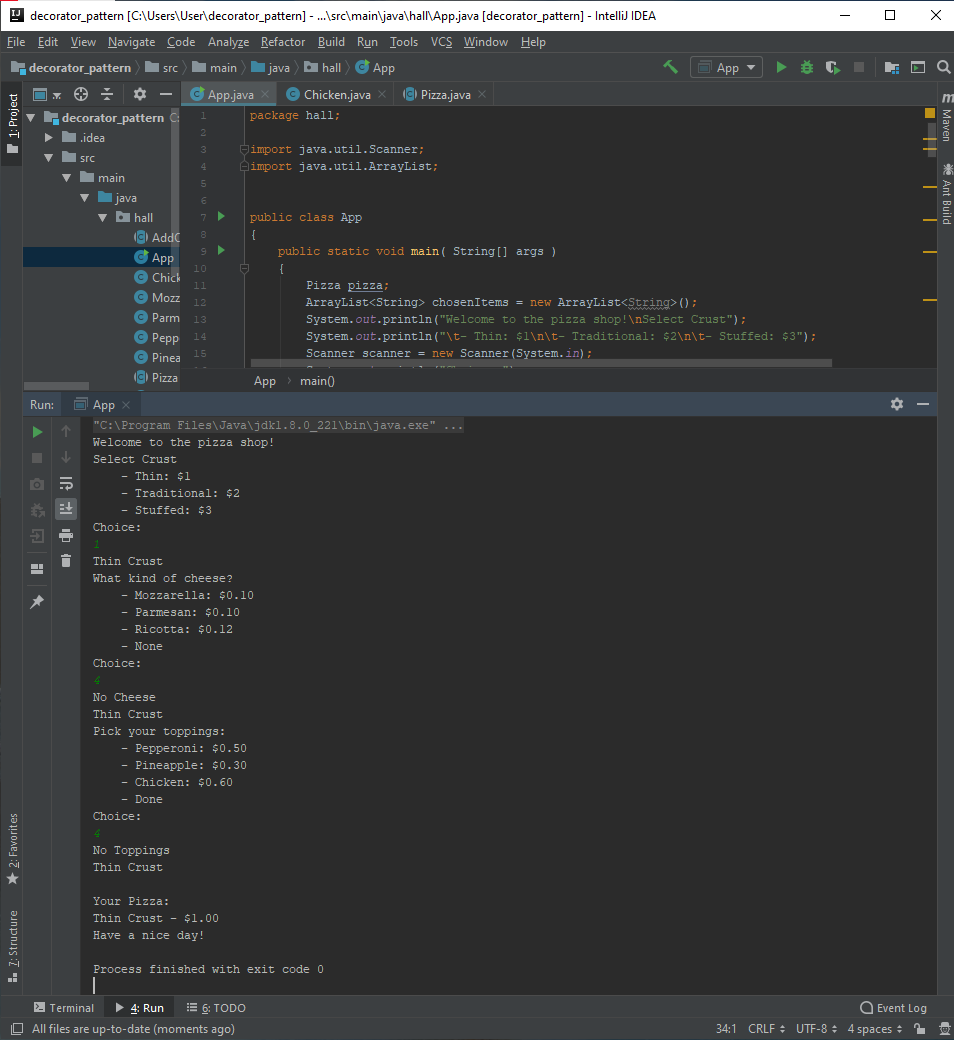 decorator_pattern [C:\Users\User\decorator_pattern] - ...\src\main\java\hall\App.java [decorator_pattern] - IntelliJ IDEA
File Edit View Navigate Code Analyze Refactor Build Run Tools VCS Window Help
decorator_pattern src main java hall App
App
App.java Chicken.java Pizza.java
1: Project
decorator_pattern C:
.idea
src
main
java
hall
AddC
App
Chick
Mozz
Parm
Pepp
Pinea
Pizza
1 package hall;
2
3 import java.util.Scanner;
4 import java.util.ArrayList;
5
6
7 public class App
8 {
9 public static void main( String[] args )
10 {
11 Pizza pizza;
12 ArrayList<String> chosenItems = new ArrayList<String>();
13 System.out.println("Welcome to the pizza shop!\nSelect Crust");
14 System.out.println("\t- Thin: $1\n\t- Traditional: $2\n\t- Stuffed: $3");
15 Scanner scanner = new Scanner(System.in);
App main()
Maven
Ant Build
Run: App
"C:\Program Files\Java\jdk1.8.0_221\bin\java.exe" ...
Welcome to the pizza shop!
Select Crust
- Thin: $1
- Traditional: $2
- Stuffed: $3
Choice:
1
Thin Crust
What kind of cheese?
- Mozzarella: $0.10
- Parmesan: $0.10
- Ricotta: $0.12
- None
Choice:
4
No Cheese
Thin Crust
Pick your toppings:
- Pepperoni: $0.50
- Pineapple: $0.30
- Chicken: $0.60
- Done
Choice:
4
No Toppings
Thin Crust
Your Pizza:
Thin Crust - $1.00
Have a nice day!
Process finished with exit code 0
2: Favorites
7: Structure
Terminal 4: Run 6: TODO Event Log
All files are up-to-date (moments ago) 34:1 CRLF UTF-8 4 spaces